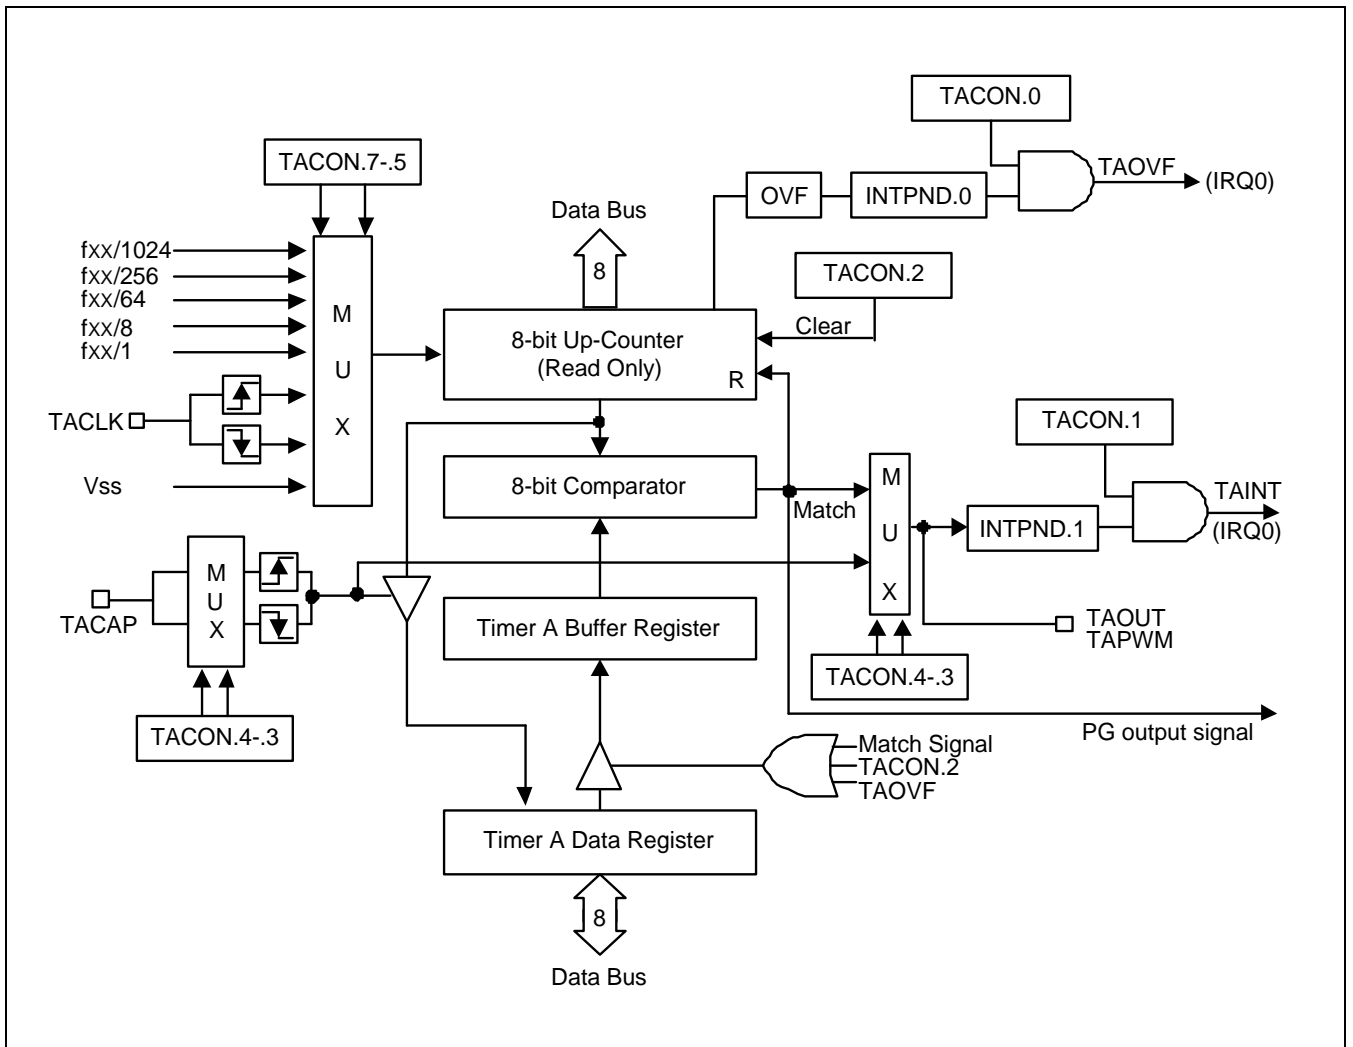 TACON.0
TACON.7-.5
TAOVF
(IRQ0)
OVF
INTPND.0
Data Bus
8
TACON.2
fxx/1024
fxx/256
fxx/64
fxx/8
fxx/1
M
U
X
8-bit Up-Counter
(Read Only)
R
Clear
TACLK
Vss
TACON.1
8-bit Comparator
Match
M
U
X
INTPND.1
TAINT
(IRQ0)
M
U
X
TACAP
Timer A Buffer Register
TAOUT
TAPWM
TACON.4-.3
TACON.4-.3
PG output signal
Match Signal
TACON.2
TAOVF
Timer A Data Register
8
Data Bus